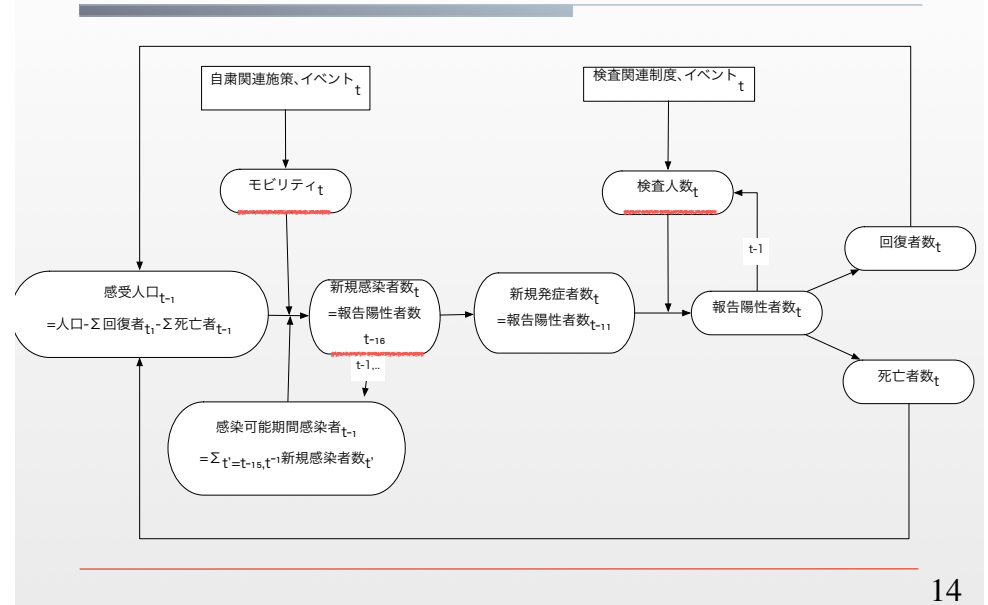 自粛関連施策、イベントt
検査関連制度、イベントt
モビリティt
検査人数t
t-1
回復者数t
感受人口t-1
=人口-Σ回復者t1-Σ死亡者t-1
新規感染者数t
=報告陽性者数
t-16
新規発症者数t
=報告陽性者数t-11
報告陽性者数t
t-1,..
死亡者数t
感染可能期間感染者t-1
=Σt'=t-15,t-1新規感染者数t'
14